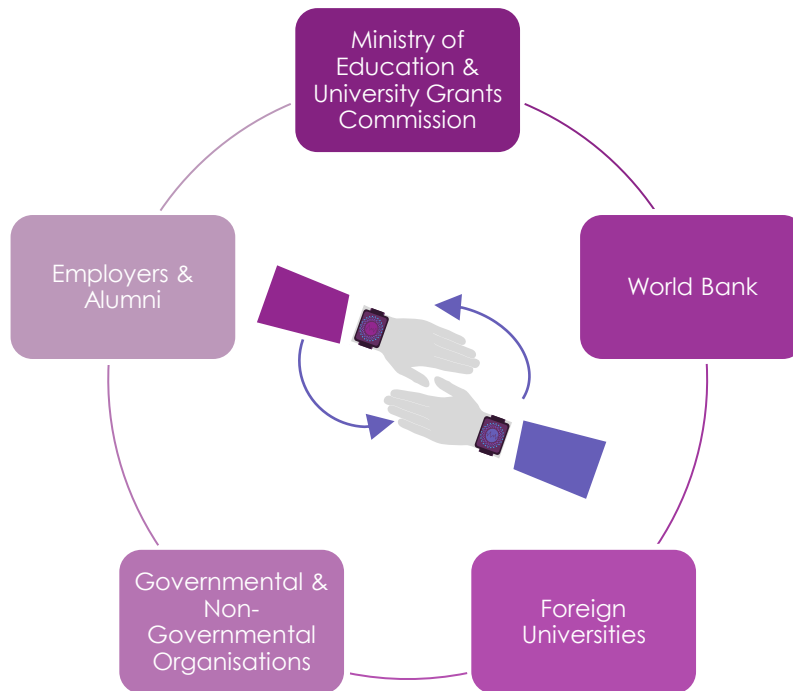 Ministry of
Education &
University Grants
Commission
World Bank
Foreign
Universities
Governmental &
Non-
Governmental
Organisations
Employers &
Alumni